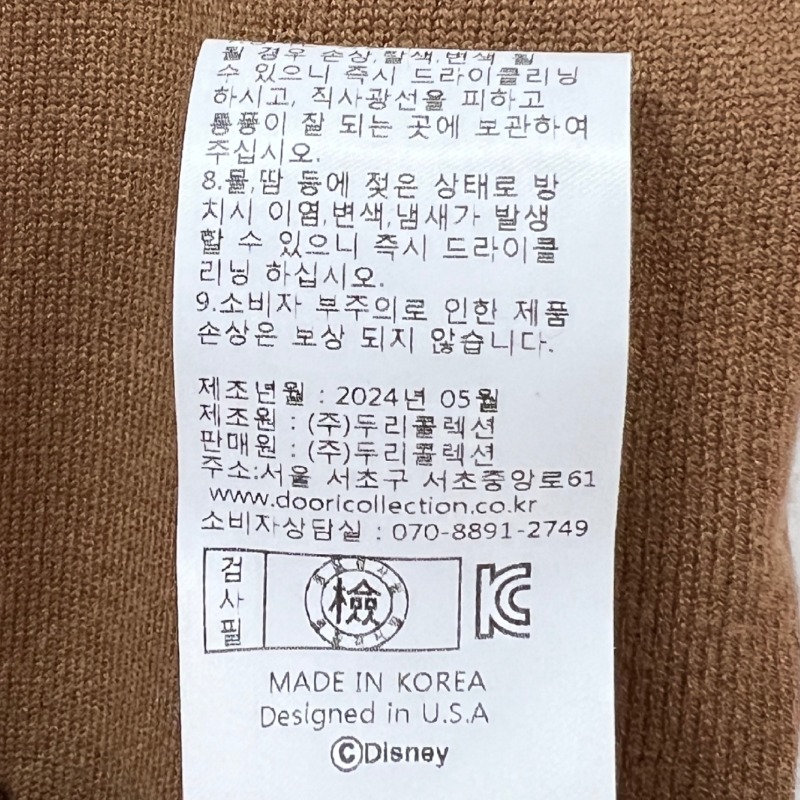 될 경우 손상,탈색,변색 될
수 있으니 즉시 드라이클리닝
하시고, 직사광선을 피하고
통풍이 잘 되는 곳에 보관하여
주십시오.
8.물,땀 등에 젖은 상태로 방
치시 이염,변색,냄새가 발생
할 수 있으니 즉시 드라이클
리닝 하십시오.
9.소비자 부주의로 인한 제품
손상은 보상 되지 않습니다.
제조년월 : 2024년 05월
제조원 : (주)두리콜렉션
판매원 : (주)두리콜렉션
주소:서울 서초구 서초중앙로61
www.dooricollection.co.kr
소비자상담실 : 070-8891-2749
검
사
필
檢
KC
MADE IN KOREA
Designed in U.S.A
©Disney